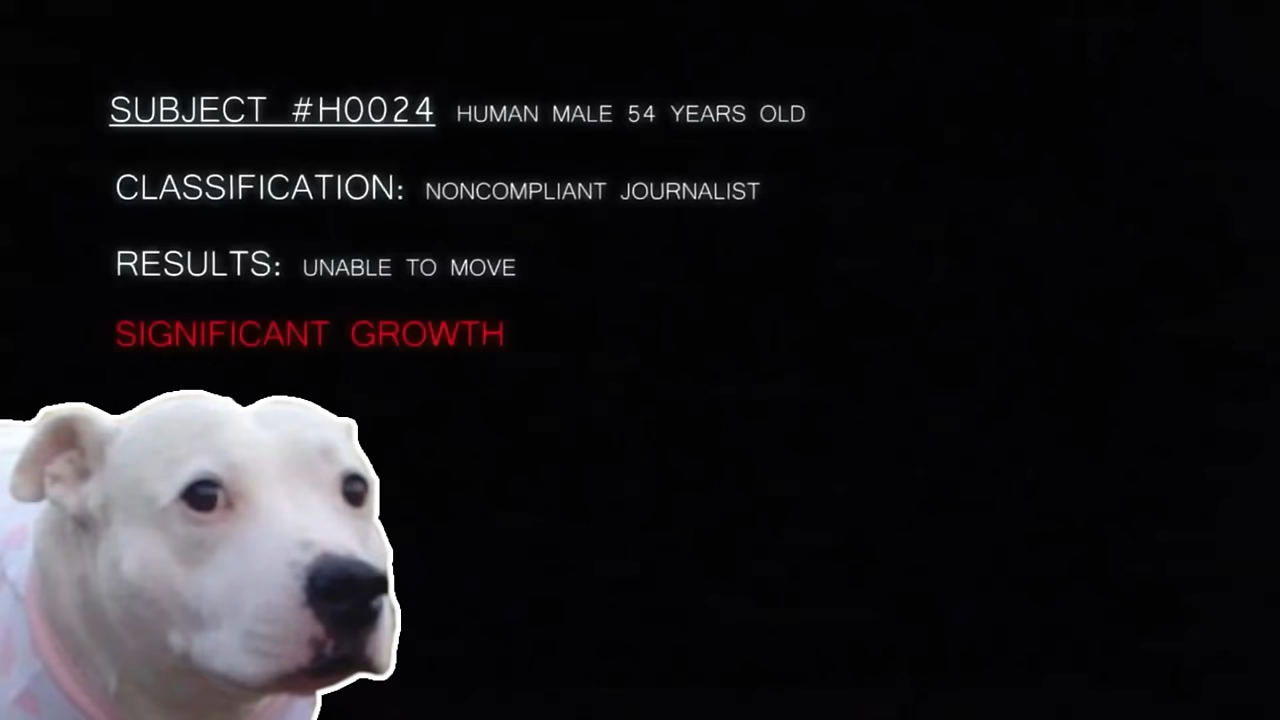 SUBJECT #H0024 HUMAN MALE 54 YEARS OLD
CLASSIFICATION: NONCOMPLIANT JOURNALIST
RESULTS: UNABLE TO MOVE
SIGNIFICANT GROWTH